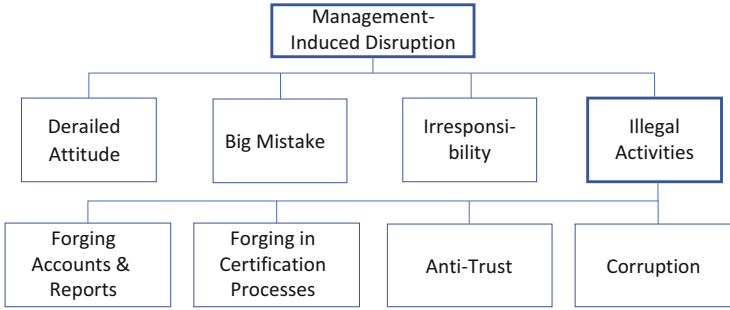 Management-
Induced Disruption
Derailed
Attitude
Big Mistake
Irresponsi-
bility
Illegal
Activities
Forging
Accounts &
Reports
Forging in
Certification
Processes
Anti-Trust
Corruption